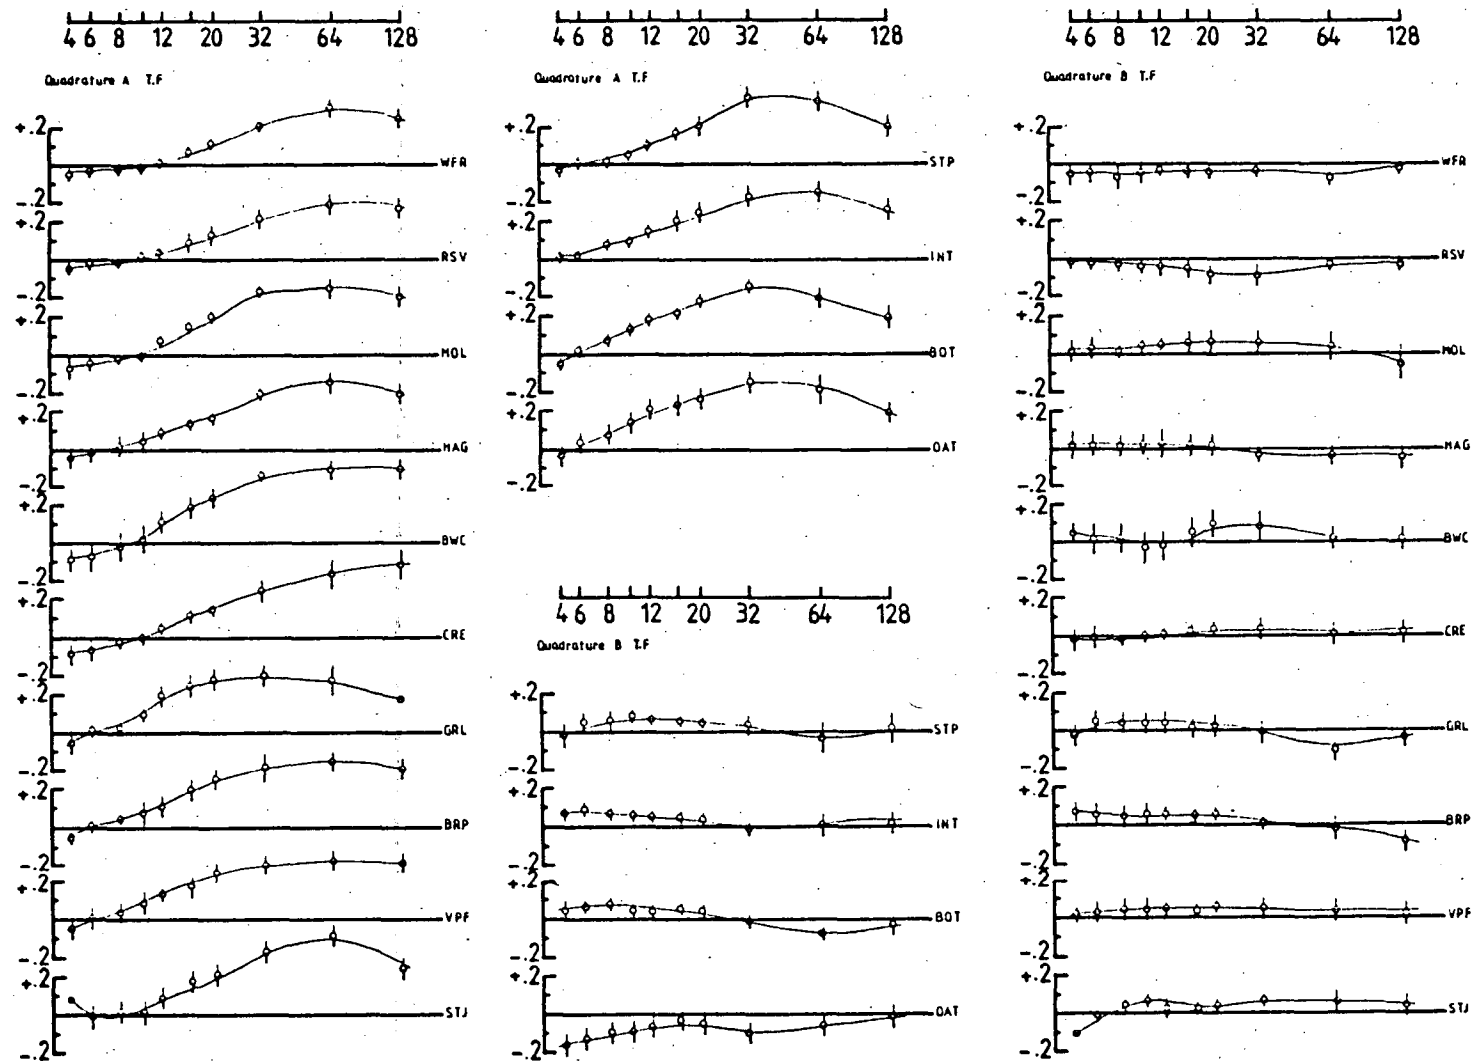 4 6 8 12 20 32 64 128
Quadrature A T.F
+.2
-.2
WFR
+.2
-.2
RSV
+.2
-.2
MOL
+.2
-.2
MAG
+.2
-.2
BWC
+.2
-.2
CRE
+.2
-.2
GRL
+.2
-.2
BRP
+.2
-.2
VPF
+.2
-.2
STJ
4 6 8 12 20 32 64 128
Quadrature A T.F
+.2
-.2
STP
+.2
-.2
INT
+.2
-.2
BOT
+.2
-.2
OAT
4 6 8 12 20 32 64 128
Quadrature B T.F
+.2
-.2
STP
+.2
-.2
INT
+.2
-.2
BOT
+.2
-.2
OAT
4 6 8 12 20 32 64 128
Quadrature B T.F
+.2
-.2
WFR
+.2
-.2
RSV
+.2
-.2
MOL
+.2
-.2
MAG
+.2
-.2
BWC
+.2
-.2
CRE
+.2
-.2
GRL
+.2
-.2
BRP
+.2
-.2
VPF
+.2
-.2
STJ